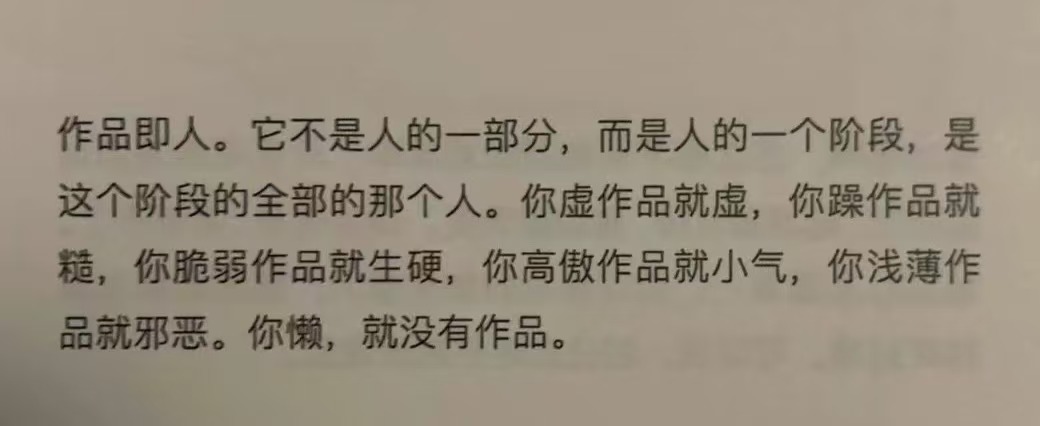 作品即人。它不是人的一部分，而是人的一个阶段，是
这个阶段的全部的那个人。你虚作品就虚，你躁作品就
糙，你脆弱作品就生硬，你高傲作品就小气，你浅薄作
品就邪恶。你懒，就没有作品。